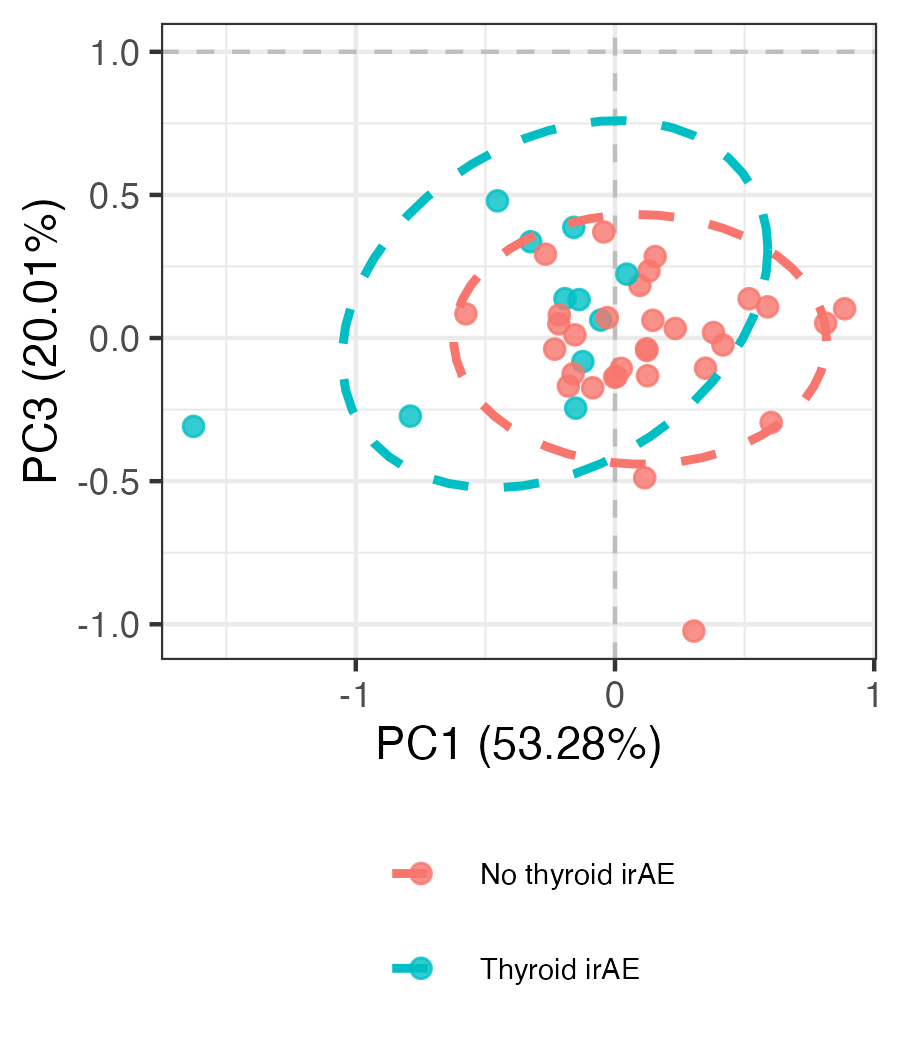 1.0
0.5
0.0
-0.5
-1.0
PC3 (20.01%)
-1
0
1
PC1 (53.28%)
No thyroid irAE
Thyroid irAE